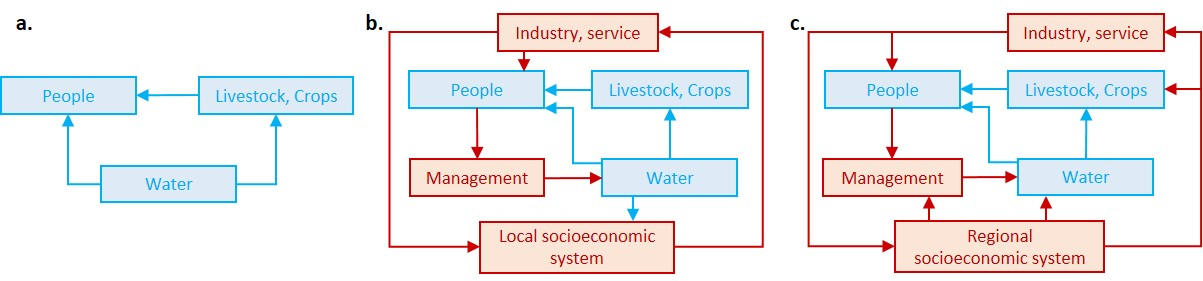 a.
People
Livestock, Crops
Water
b.
Industry, service
People
Livestock, Crops
Management
Water
Local socioeconomic
system
c.
Industry, service
People
Livestock, Crops
Management
Water
Regional
socioeconomic system